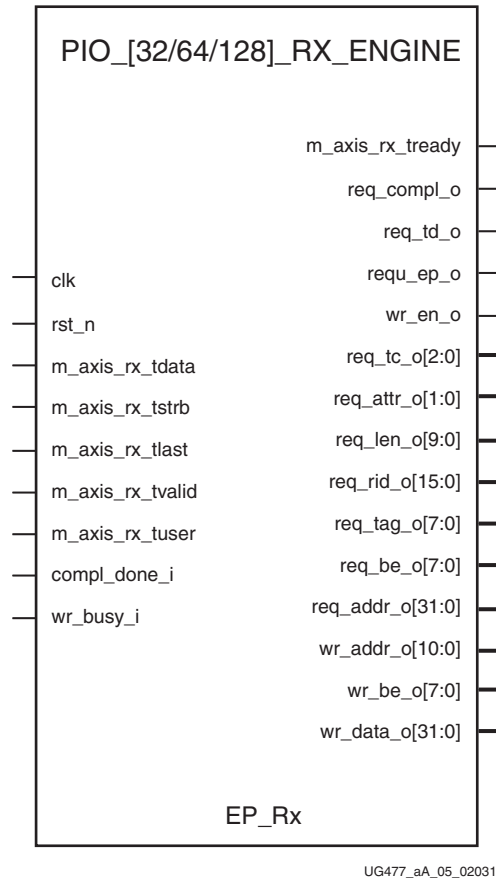 PIO_[32/64/128]_RX_ENGINE
m_axis_rx_tready
req_compl_o
req_td_o
requ_ep_o
wr_en_o
req_tc_o[2:0]
req_attr_o[1:0]
req_len_o[9:0]
req_rid_o[15:0]
req_tag_o[7:0]
req_be_o[7:0]
req_addr_o[31:0]
wr_addr_o[10:0]
wr_be_o[7:0]
wr_data_o[31:0]
clk
rst_n
m_axis_rx_tdata
m_axis_rx_tstrb
m_axis_rx_tlast
m_axis_rx_tvalid
m_axis_rx_tuser
compl_done_i
wr_busy_i
EP_Rx
UG477_aA_05_02031